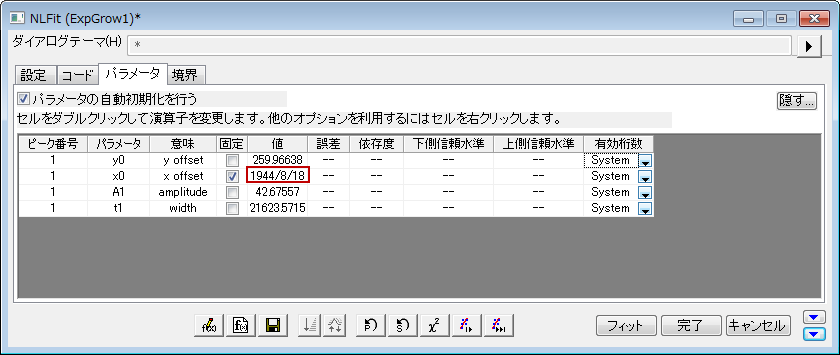 NLFit (ExpGrow1)*
ダイアログテーマ(H) *
設定 コード パラメータ 境界
パラメータの自動初期化を行う 隠す...
セルをダブルクリックして演算子を変更します。他のオプションを利用するにはセルを右クリックします。
ピーク番号 パラメータ 意味 固定 値 誤差 依存度 下側信頼水準 上側信頼水準 有効桁数
1 y0 y offset 259.96638 -- -- -- -- System
1 x0 x offset 1944/8/18 -- -- -- -- System
1 A1 amplitude 42.67557 -- -- -- -- System
1 t1 width 21623.5715 -- -- -- -- System
f(x) f(x) P S χ² フィット 完了 キャンセル